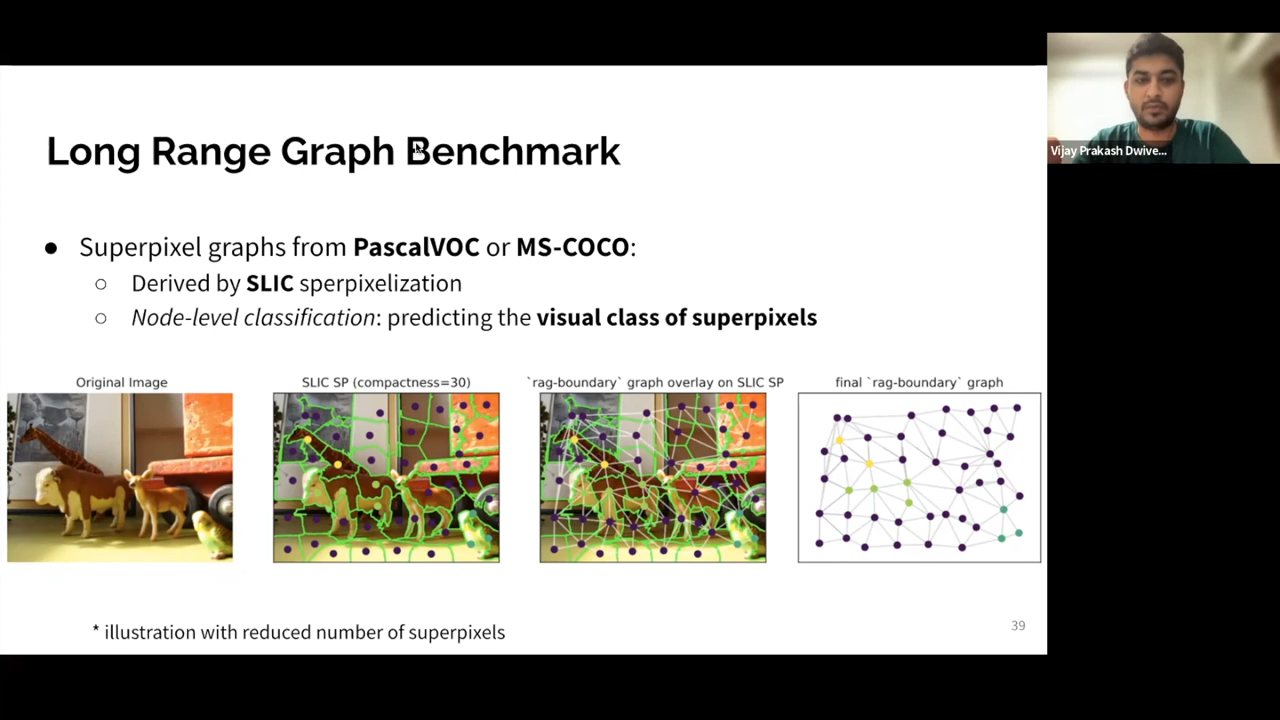 Long Range Graph Benchmark
● Superpixel graphs from PascalVOC or MS-COCO:
○ Derived by SLIC sperpixelization
○ Node-level classification: predicting the visual class of superpixels
Original Image
SLIC SP (compactness=30)
`rag-boundary` graph overlay on SLIC SP
final `rag-boundary` graph
* illustration with reduced number of superpixels
39
Vijay Prakash Dwive...